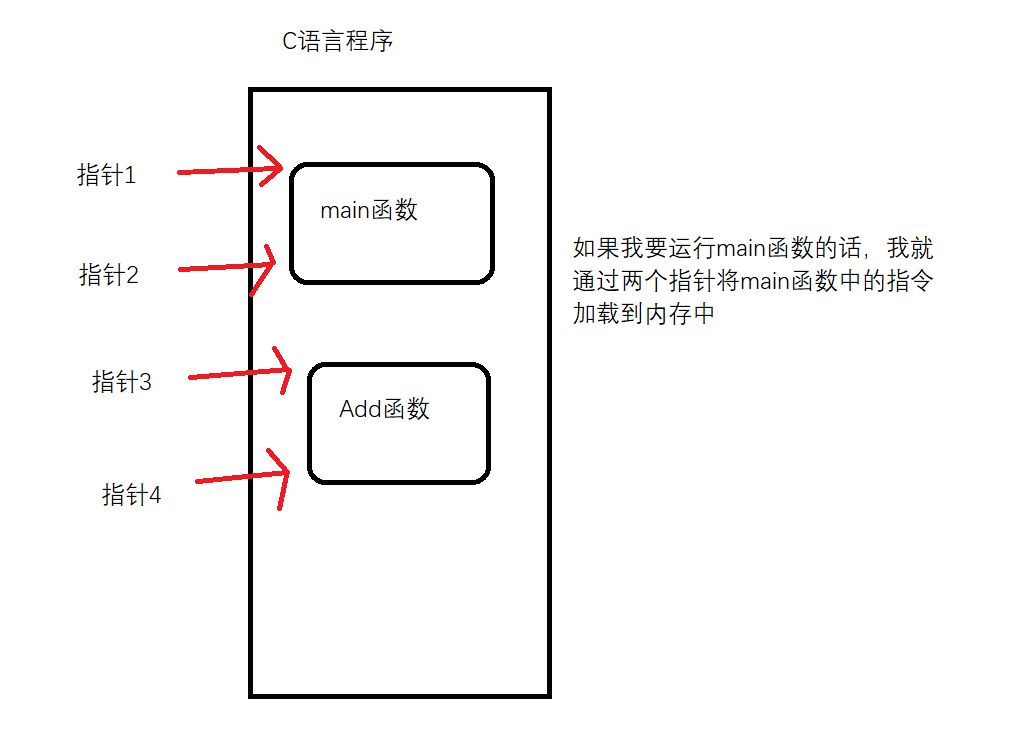 C语言程序
指针1
main函数
指针2
如果我要运行main函数的话，我就
通过两个指针将main函数中的指令
加载到内存中
指针3
Add函数
指针4